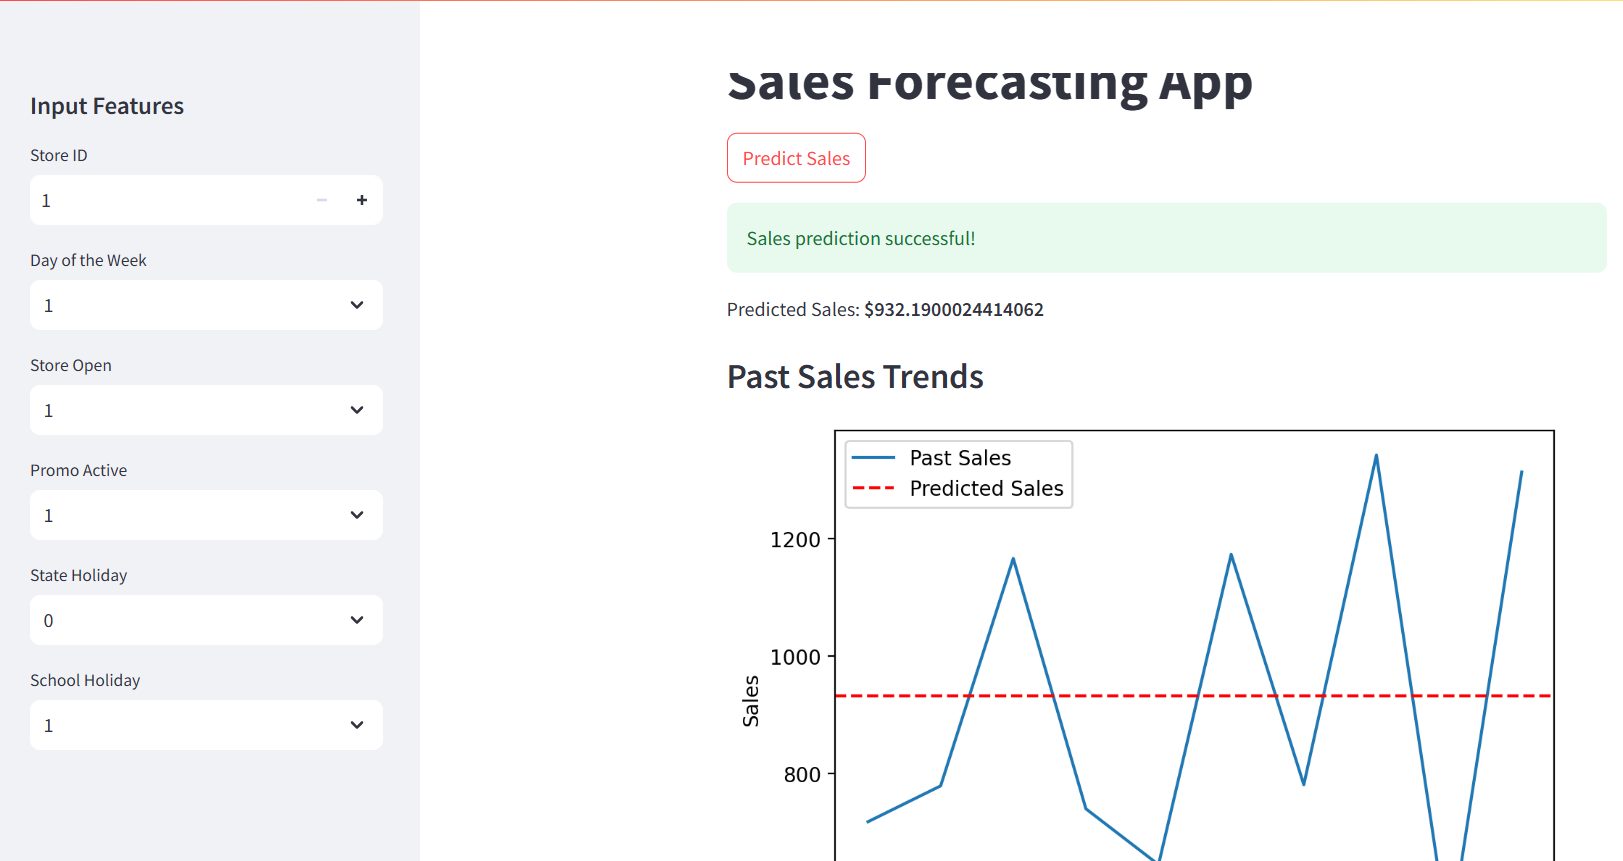 Input Features
Store ID
1
Day of the Week
1
Store Open
1
Promo Active
1
State Holiday
0
School Holiday
1
Sales Forecasting App
Predict Sales
Sales prediction successful!
Predicted Sales: $932.1900024414062
Past Sales Trends
Past Sales
Predicted Sales
1200
1000
800
Sales